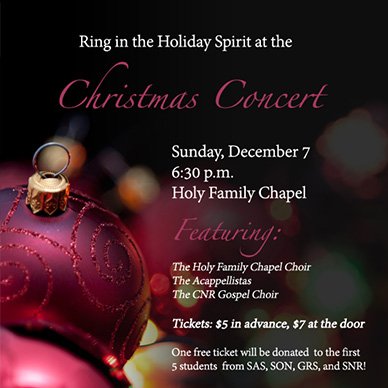 Ring in the Holiday Spirit at the
Christmas Concert
Sunday, December 7
6:30 p.m.
Holy Family Chapel
Featuring:
The Holy Family Chapel Choir
The Acappellistas
The CNR Gospel Choir
Tickets: $5 in advance, $7 at the door
One free ticket will be donated to the first
5 students from SAS, SON, GRS, and SNR!